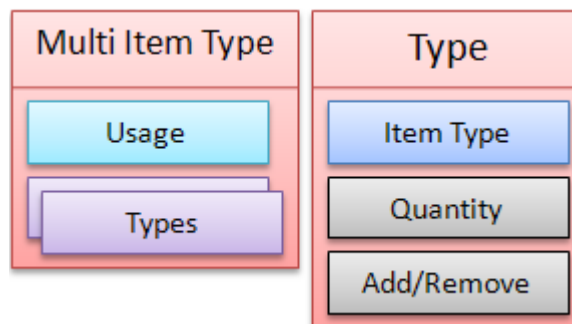 Multi Item Type
Usage
Types
Type
Item Type
Quantity
Add/Remove